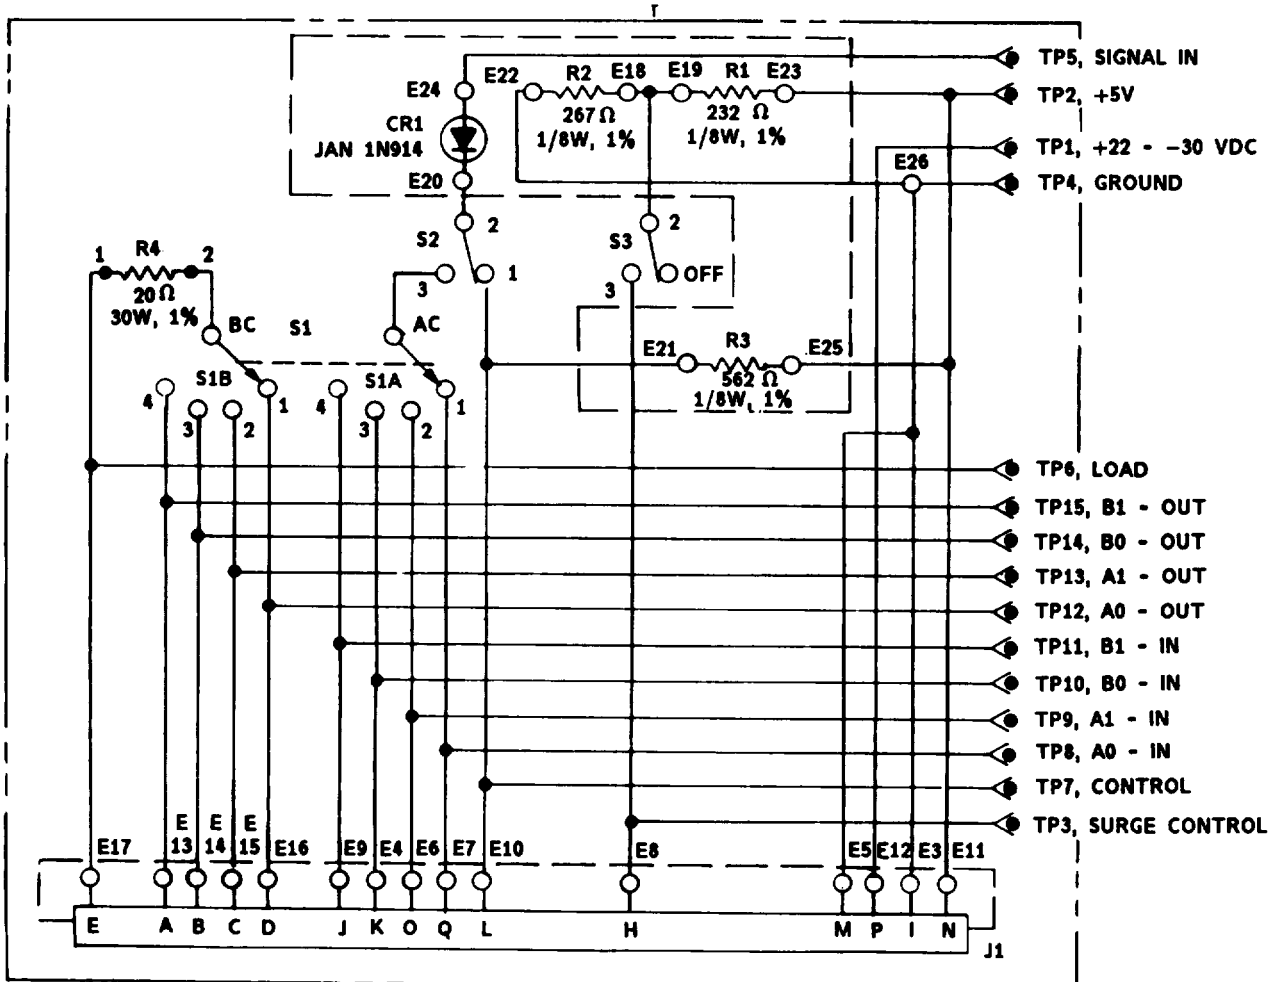 TP5, SIGNAL IN
E24 E22 R2 E18 E19 R1 E23
TP2, +5V
267Ω 232 Ω
1/8W, 1% 1/8W, 1%
CR1
JAN 1N914
TP1, +22 - -30 VDC
E20 E26
TP4, GROUND
S2 2 S3 2
1 R4 2
3 1 3 OFF
20Ω
30W, 1%
BC S1 AC
E21 R3 E25
562 Ω
1/8W, 1%
4 S1B 1 4 S1A 1
3 2 3 2
TP6, LOAD
TP15, B1 - OUT
TP14, B0 - OUT
TP13, A1 - OUT
TP12, A0 - OUT
TP11, B1 - IN
TP10, B0 - IN
TP9, A1 - IN
TP8, A0 - IN
TP7, CONTROL
TP3, SURGE CONTROL
E17 E13 E14 E15 E16 E9 E4 E6 E7 E10 E8 E5 E12 E3 E11
E A B C D J K O Q L H M P I N
J1